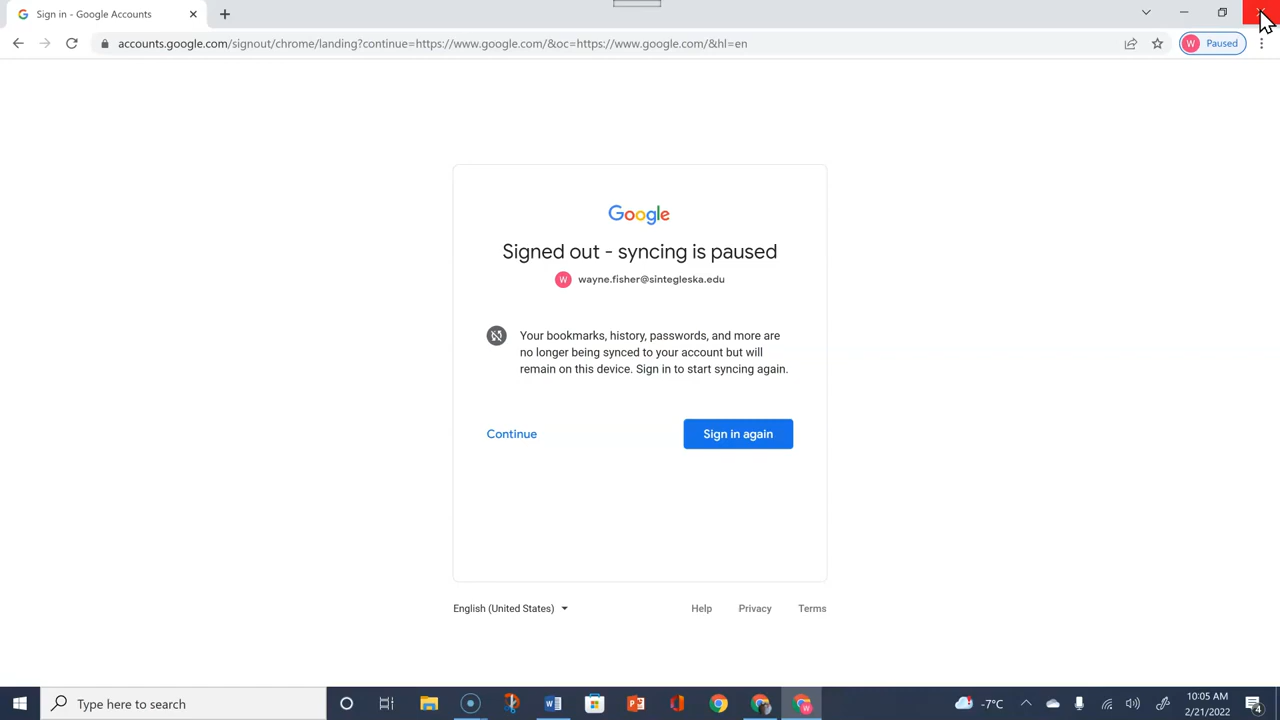 Sign in - Google Accounts
accounts.google.com/signout/chrome/landing?continue=https://www.google.com/&oc=https://www.google.com/&hl=en
W Paused
Google
Signed out - syncing is paused
W wayne.fisher@sintegleska.edu
Your bookmarks, history, passwords, and more are
no longer being synced to your account but will
remain on this device. Sign in to start syncing again.
Continue
Sign in again
English (United States)
Help
Privacy
Terms
Type here to search
-7°C
10:05 AM
2/21/2022
4